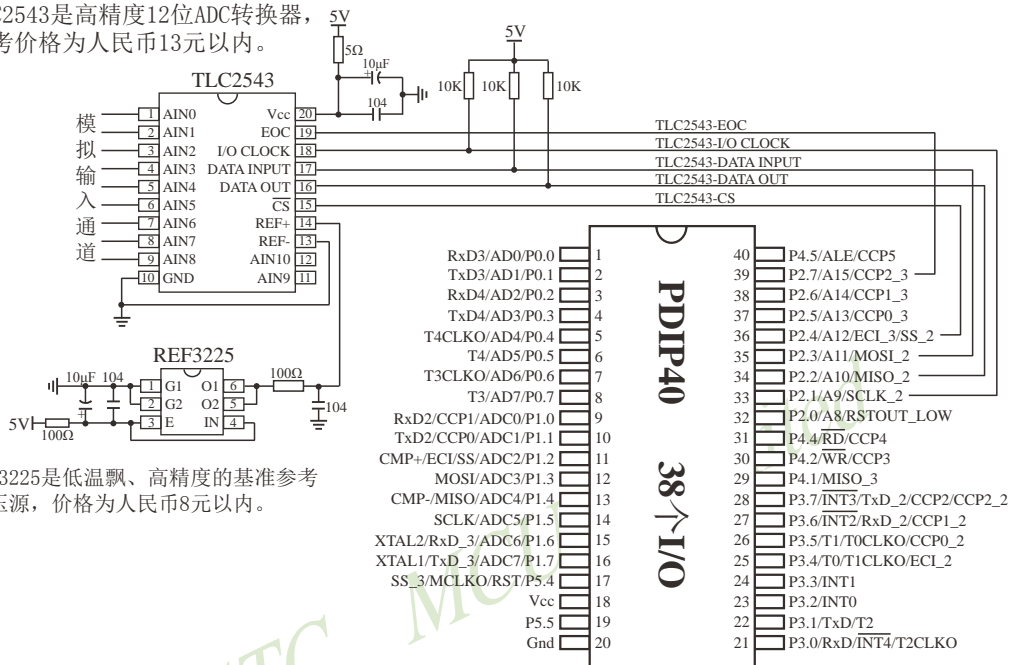 C2543是高精度12位ADC转换器，
考价格为人民币13元以内。
5V
5Ω
10μF
+
104
5V
10K
10K
10K
TLC2543
模拟输入通道
1 AIN0
2 AIN1
3 AIN2
4 AIN3
5 AIN4
6 AIN5
7 AIN6
8 AIN7
9 AIN8
10 GND
Vcc 20
EOC 19
I/O CLOCK 18
DATA INPUT 17
DATA OUT 16
CS 15
REF+ 14
REF- 13
AIN10 12
AIN9 11
TLC2543-EOC
TLC2543-I/O CLOCK
TLC2543-DATA INPUT
TLC2543-DATA OUT
TLC2543-CS
REF3225
10μF 104
+
5V
100Ω
1 G1
2 G2
3 E
O1 6
O2 5
IN 4
100Ω
104
3225是低温飘、高精度的基准参考
压源，价格为人民币8元以内。
RxD3/AD0/P0.0 1
TxD3/AD1/P0.1 2
RxD4/AD2/P0.2 3
TxD4/AD3/P0.3 4
T4CLKO/AD4/P0.4 5
T4/AD5/P0.5 6
T3CLKO/AD6/P0.6 7
T3/AD7/P0.7 8
RxD2/CCP1/ADC0/P1.0 9
TxD2/CCP0/ADC1/P1.1 10
CMP+/ECI/SS/ADC2/P1.2 11
MOSI/ADC3/P1.3 12
CMP-/MISO/ADC4/P1.4 13
SCLK/ADC5/P1.5 14
XTAL2/RxD_3/ADC6/P1.6 15
XTAL1/TxD_3/ADC7/P1.7 16
SS_3/MCLKO/RST/P5.4 17
Vcc 18
P5.5 19
Gnd 20
PDIP40 38个I/O
40 P4.5/ALE/CCP5
39 P2.7/A15/CCP2_3
38 P2.6/A14/CCP1_3
37 P2.5/A13/CCP0_3
36 P2.4/A12/ECI_3/SS_2
35 P2.3/A11/MOSI_2
34 P2.2/A10/MISO_2
33 P2.1/A9/SCLK_2
32 P2.0/A8/RSTOUT_LOW
31 P4.4/RD/CCP4
30 P4.2/WR/CCP3
29 P4.1/MISO_3
28 P3.7/INT3/TxD_2/CCP2/CCP2_2
27 P3.6/INT2/RxD_2/CCP1_2
26 P3.5/T1/T0CLKO/CCP0_2
25 P3.4/T0/T1CLKO/ECI_2
24 P3.3/INT1
23 P3.2/INT0
22 P3.1/TxD/T2
21 P3.0/RxD/INT4/T2CLKO
MCU